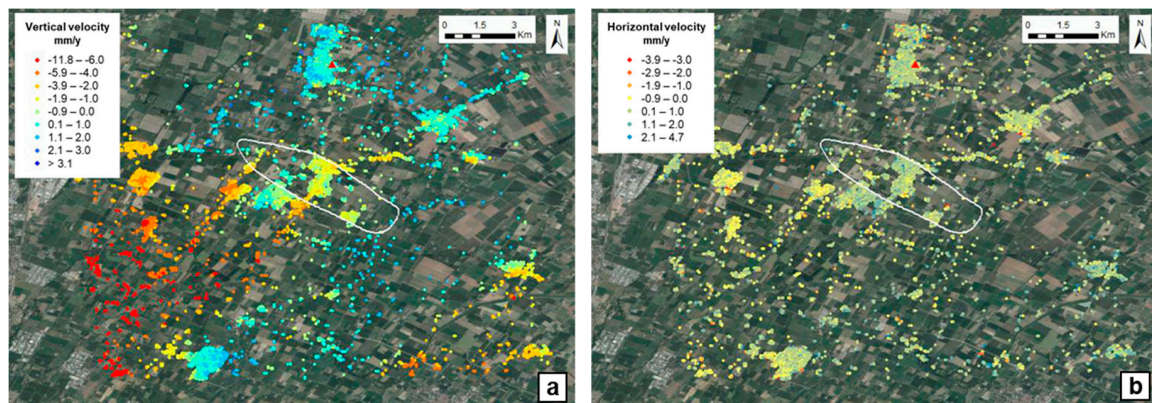 Vertical velocity
mm/y
-11.8 – -6.0
-5.9 – -4.0
-3.9 – -2.0
-1.9 – -1.0
-0.9 – 0.0
0.1 – 1.0
1.1 – 2.0
2.1 – 3.0
> 3.1
0 1.5 3
Km
N
a
Horizontal velocity
mm/y
-3.9 – -3.0
-2.9 – -2.0
-1.9 – -1.0
-0.9 – 0.0
0.1 – 1.0
1.1 – 2.0
2.1 – 4.7
0 1.5 3
Km
N
b